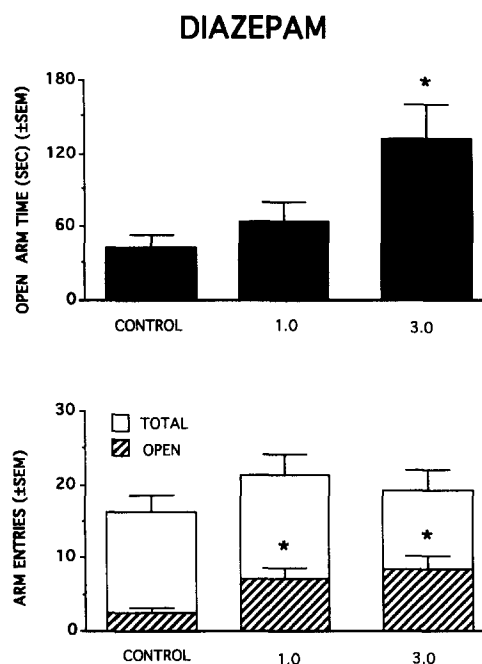 DIAZEPAM
OPEN ARM TIME (SEC) (±SEM)
180
120
60
0
*
CONTROL 1.0 3.0
ARM ENTRIES (±SEM)
30
20
10
0
TOTAL
OPEN
* *
CONTROL 1.0 3.0